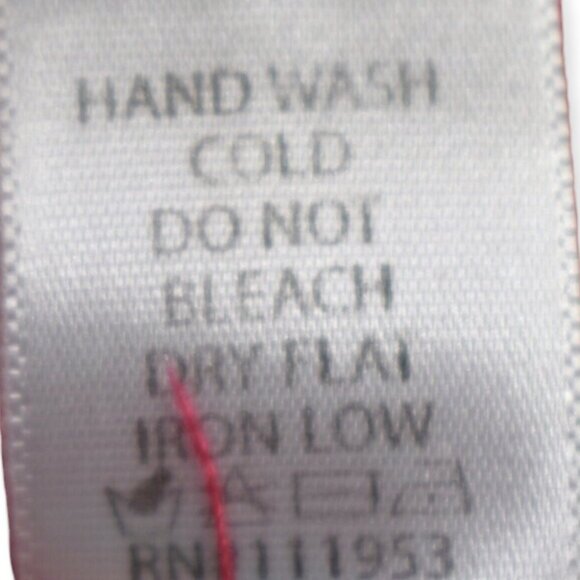 HAND WASH
COLD
DO NOT
BLEACH
DRY FLAT
IRON LOW
RN 111953